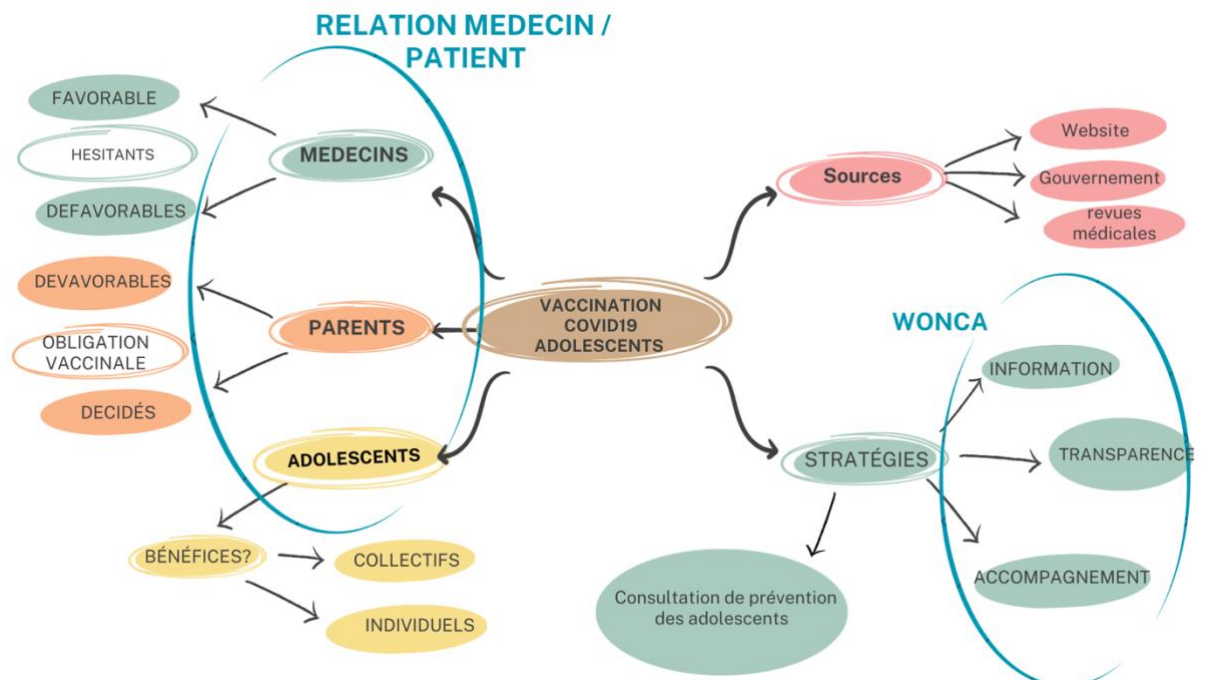 RELATION MEDECIN /
PATIENT
FAVORABLE
HESITANTS
DEFAVORABLES
MEDECINS
DEVAVORABLES
OBLIGATION
VACCINALE
DECIDÉS
PARENTS
ADOLESCENTS
BÉNÉFICES?
COLLECTIFS
INDIVIDUELS
VACCINATION
COVID19
ADOLESCENTS
Sources
Website
Gouvernement
revues
médicales
WONCA
STRATÉGIES
INFORMATION
TRANSPARENCE
ACCOMPAGNEMENT
Consultation de prévention
des adolescents